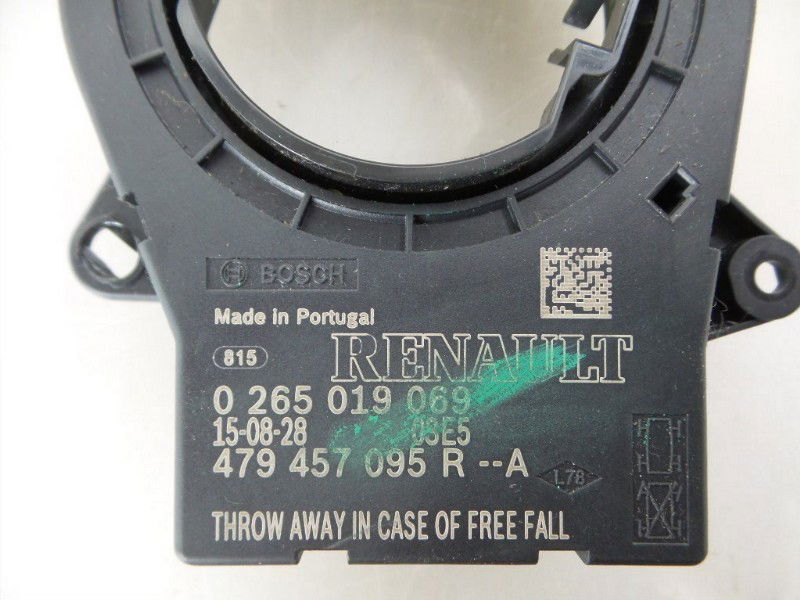 BOSCH
Made in Portugal
815
RENAULT
0 265 019 069
15-08-28 03E5
479 457 095 R --A
L78
THROW AWAY IN CASE OF FREE FALL